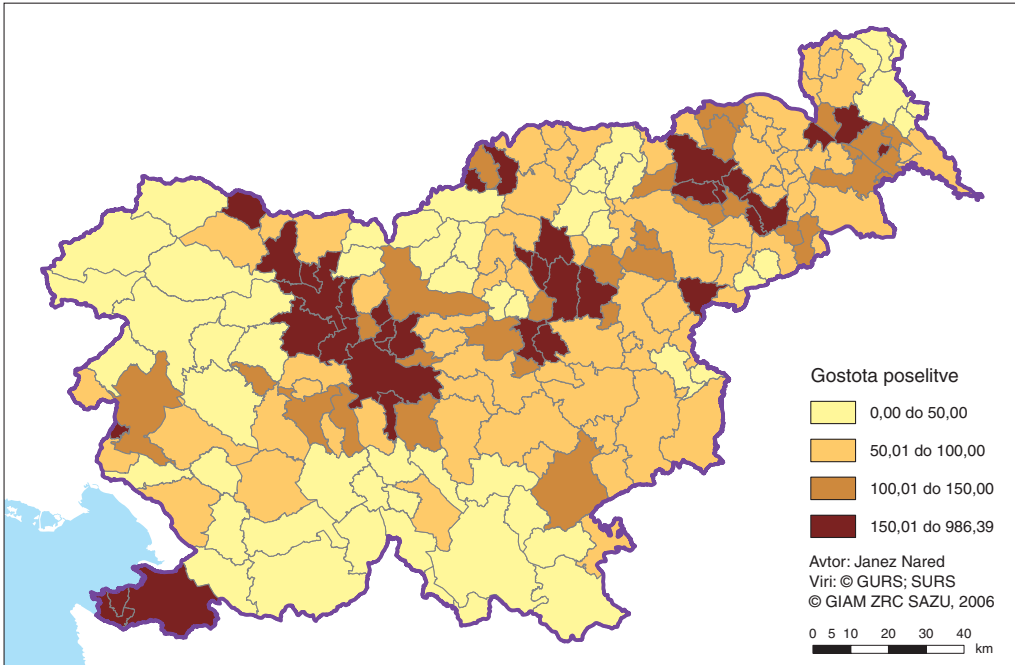 Gostota poselitve
0,00 do 50,00
50,01 do 100,00
100,01 do 150,00
150,01 do 986,39
Avtor: Janez Nared
Viri: © GURS; SURS
© GIAM ZRC SAZU, 2006
0 5 10 20 30 40
km